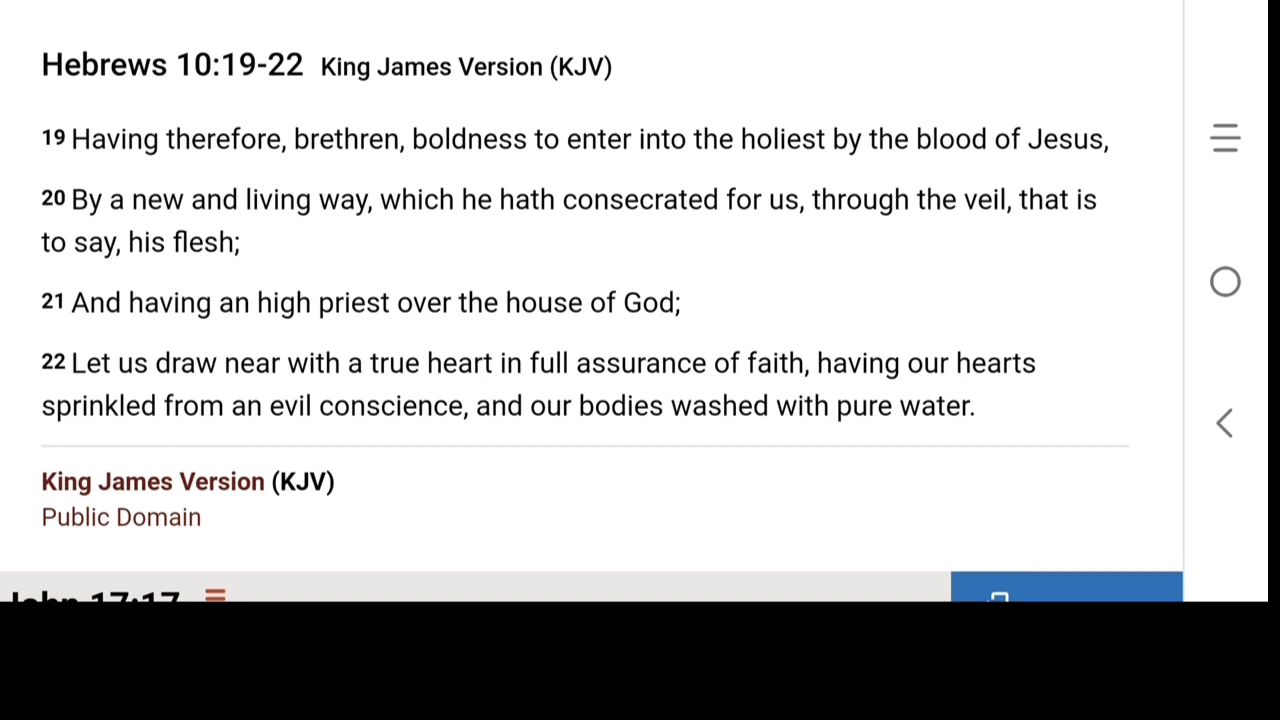 Hebrews 10:19-22 King James Version (KJV)
19 Having therefore, brethren, boldness to enter into the holiest by the blood of Jesus,
20 By a new and living way, which he hath consecrated for us, through the veil, that is
to say, his flesh;
21 And having an high priest over the house of God;
22 Let us draw near with a true heart in full assurance of faith, having our hearts
sprinkled from an evil conscience, and our bodies washed with pure water.
King James Version (KJV)
Public Domain
John 17:17